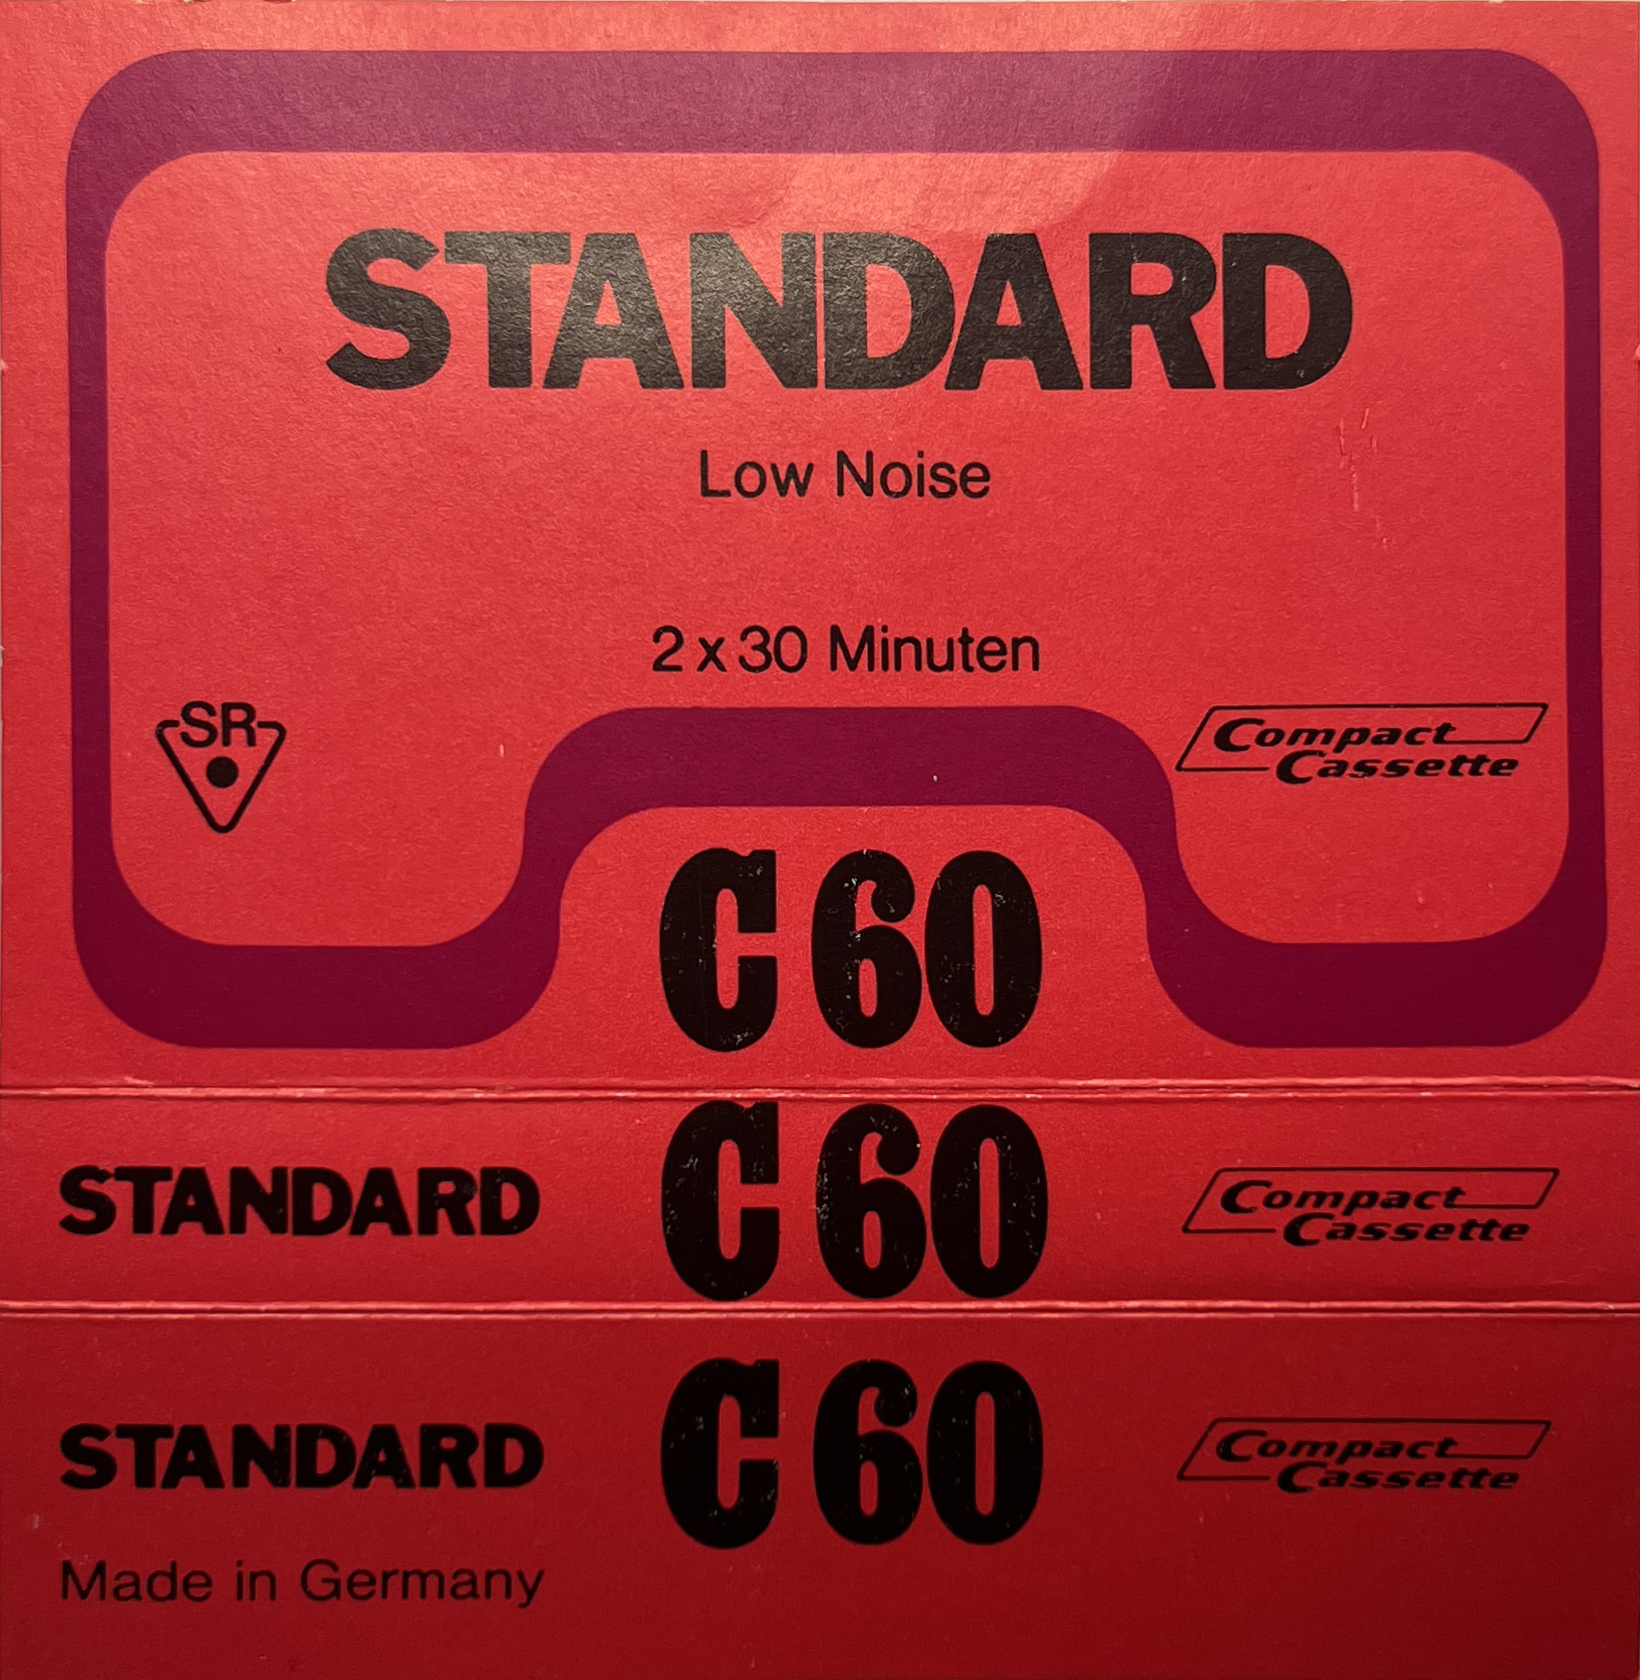 STANDARD
Low Noise
2 x 30 Minuten
SR
Compact
Cassette
C 60
STANDARD
C 60
Compact
Cassette
STANDARD
C 60
Compact
Cassette
Made in Germany